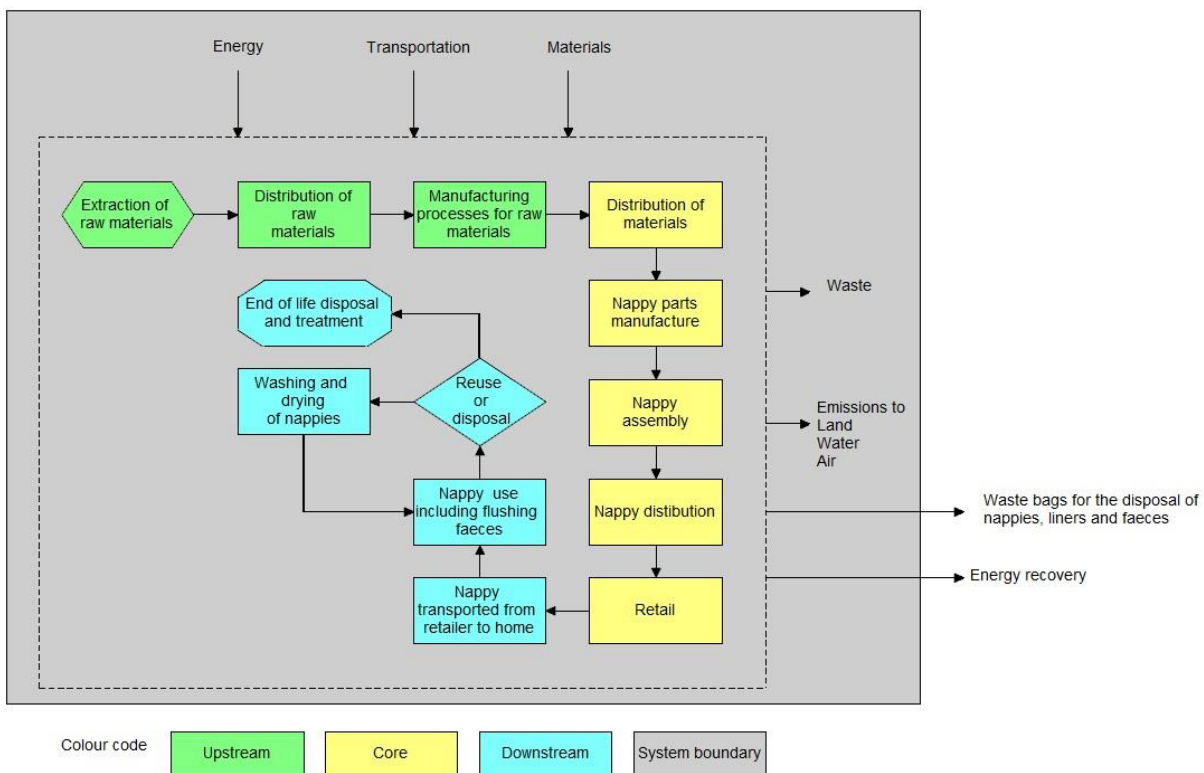 Energy
Transportation
Materials
Extraction of
raw materials
Distribution of
raw
materials
Manufacturing
processes for raw
materials
Distribution of
materials
End of life disposal
and treatment
Nappy parts
manufacture
Waste
Washing and
drying
of nappies
Reuse
or
disposal
Nappy
assembly
Emissions to
Land
Water
Air
Nappy use
including flushing
faeces
Nappy distibution
Waste bags for the disposal of
nappies, liners and faeces
Nappy
transported from
retailer to home
Retail
Energy recovery
Colour code
Upstream
Core
Downstream
System boundary